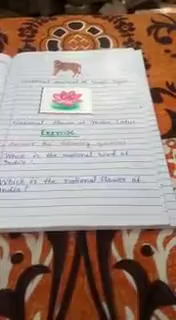 National flower of India Lotus
Exercise
Answer the following questions
Which is the national bird of
India?
Which is the national flower of
India?